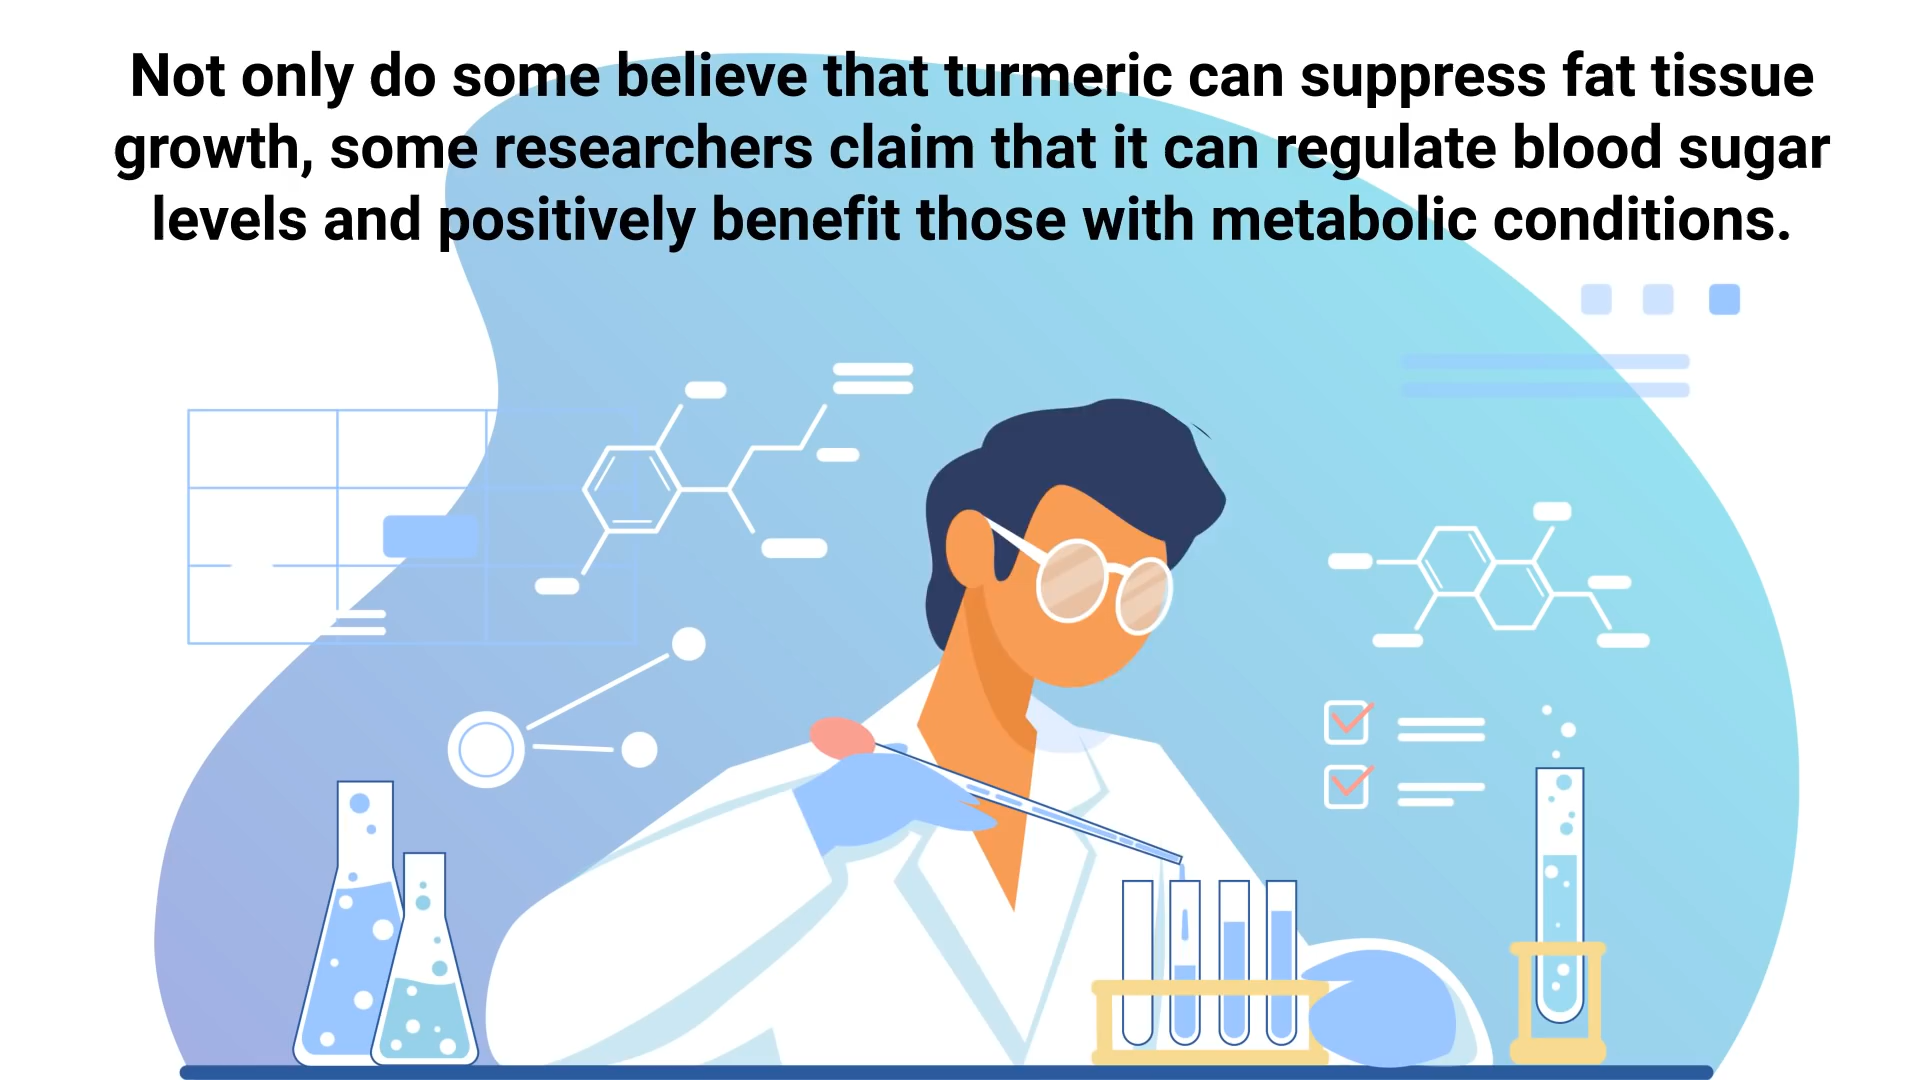 Not only do some believe that turmeric can suppress fat tissue
growth, some researchers claim that it can regulate blood sugar
levels and positively benefit those with metabolic conditions.